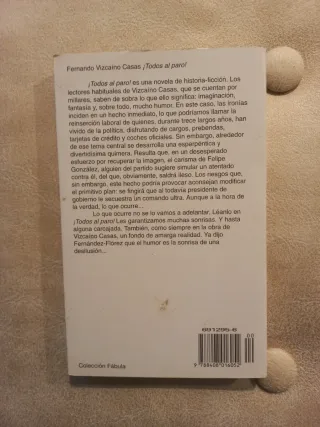 Fernando Vizcaíno Casas ¡Todos al paro!
¡Todos al paro! es una novela de historia-ficción. Los
lectores habituales de Vizcaíno Casas, que se cuentan por
millares, saben de sobra lo que ello significa: imaginación,
fantasía y, sobre todo, mucho humor. En este caso, las ironías
inciden en un hecho inmediato, lo que podríamos llamar la
reinserción laboral de quienes, durante trece largos años, han
vivido de la política, disfrutando de cargos, prebendas,
tarjetas de crédito y coches oficiales. Sin embargo, alrededor
de ese tema central se desarrolla una esperpéntica y
divertidísima quimera. Resulta que, en un desesperado
esfuerzo por recuperar la imagen, el carisma de Felipe
González, alguien del partido sugiere simular un atentado
contra él, del que, obviamente, saldrá ileso. Los riesgos que,
sin embargo, este hecho podría provocar aconsejan modificar
el primitivo plan: se fingirá que al todavía presidente de
gobierno le secuestra un comando ultra. Aunque a la hora de
la verdad, lo que ocurre...
Lo que ocurre no se lo vamos a adelantar. Léanlo en
¡Todos al paro! Les garantizamos muchas sonrisas. Y hasta
alguna carcajada. También, como siempre en la obra de
Vizcaíno Casas, un fondo de amarga realidad. Ya dijo
Fernández-Flórez que el humor es la sonrisa de una
desilusión...
Colección Fábula
601295-6
00
9 788408 016052